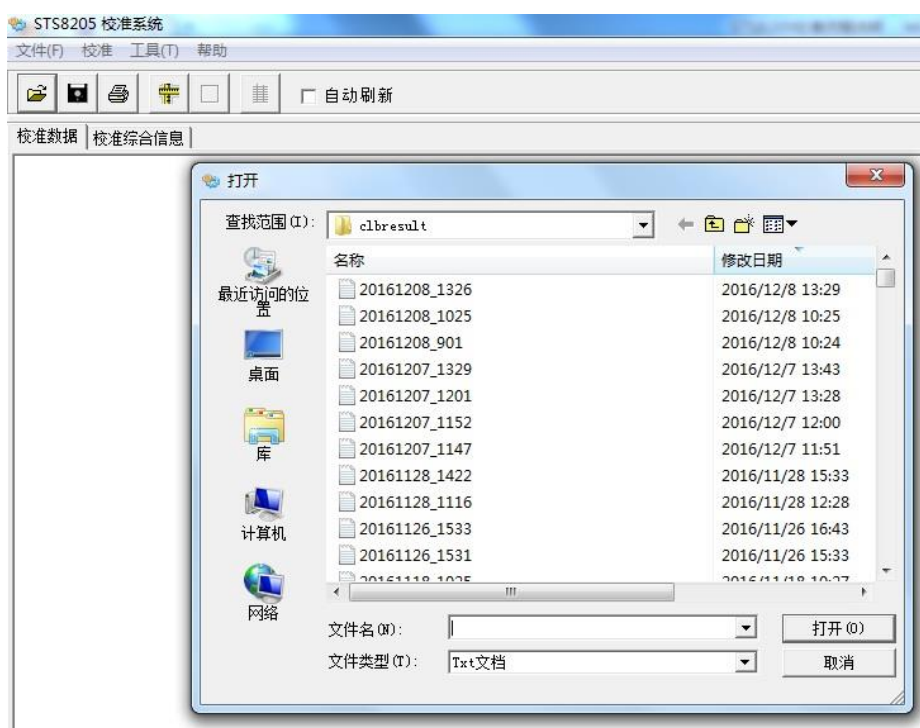 STS8205 校准系统
文件(F) 校准 工具(T) 帮助
自动刷新
校准数据 校准综合信息
打开
查找范围(I): clbresult
名称 修改日期
20161208_1326 2016/12/8 13:29
20161208_1025 2016/12/8 10:25
20161208_901 2016/12/8 10:24
20161207_1329 2016/12/7 13:43
20161207_1201 2016/12/7 13:28
20161207_1152 2016/12/7 12:00
20161207_1147 2016/12/7 11:51
20161128_1422 2016/11/28 15:33
20161128_1116 2016/11/28 12:28
20161126_1533 2016/11/26 16:43
20161126_1531 2016/11/26 15:33
20161118_1025 2016/11/18 10:27
最近访问的位置
桌面
库
计算机
网络
文件名(N): 打开(O)
文件类型(T): Txt文档 取消